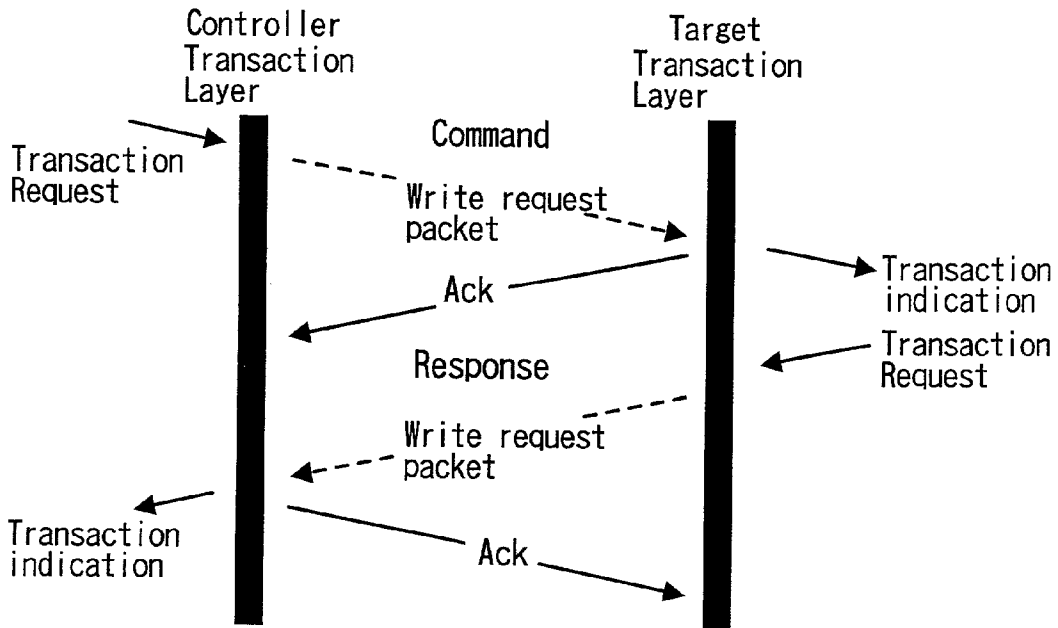 Controller
Transaction
Layer
Target
Transaction
Layer
Transaction
Request
Command
Write request
packet
Ack
Transaction
indication
Response
Transaction
Request
Write request
packet
Transaction
indication
Ack